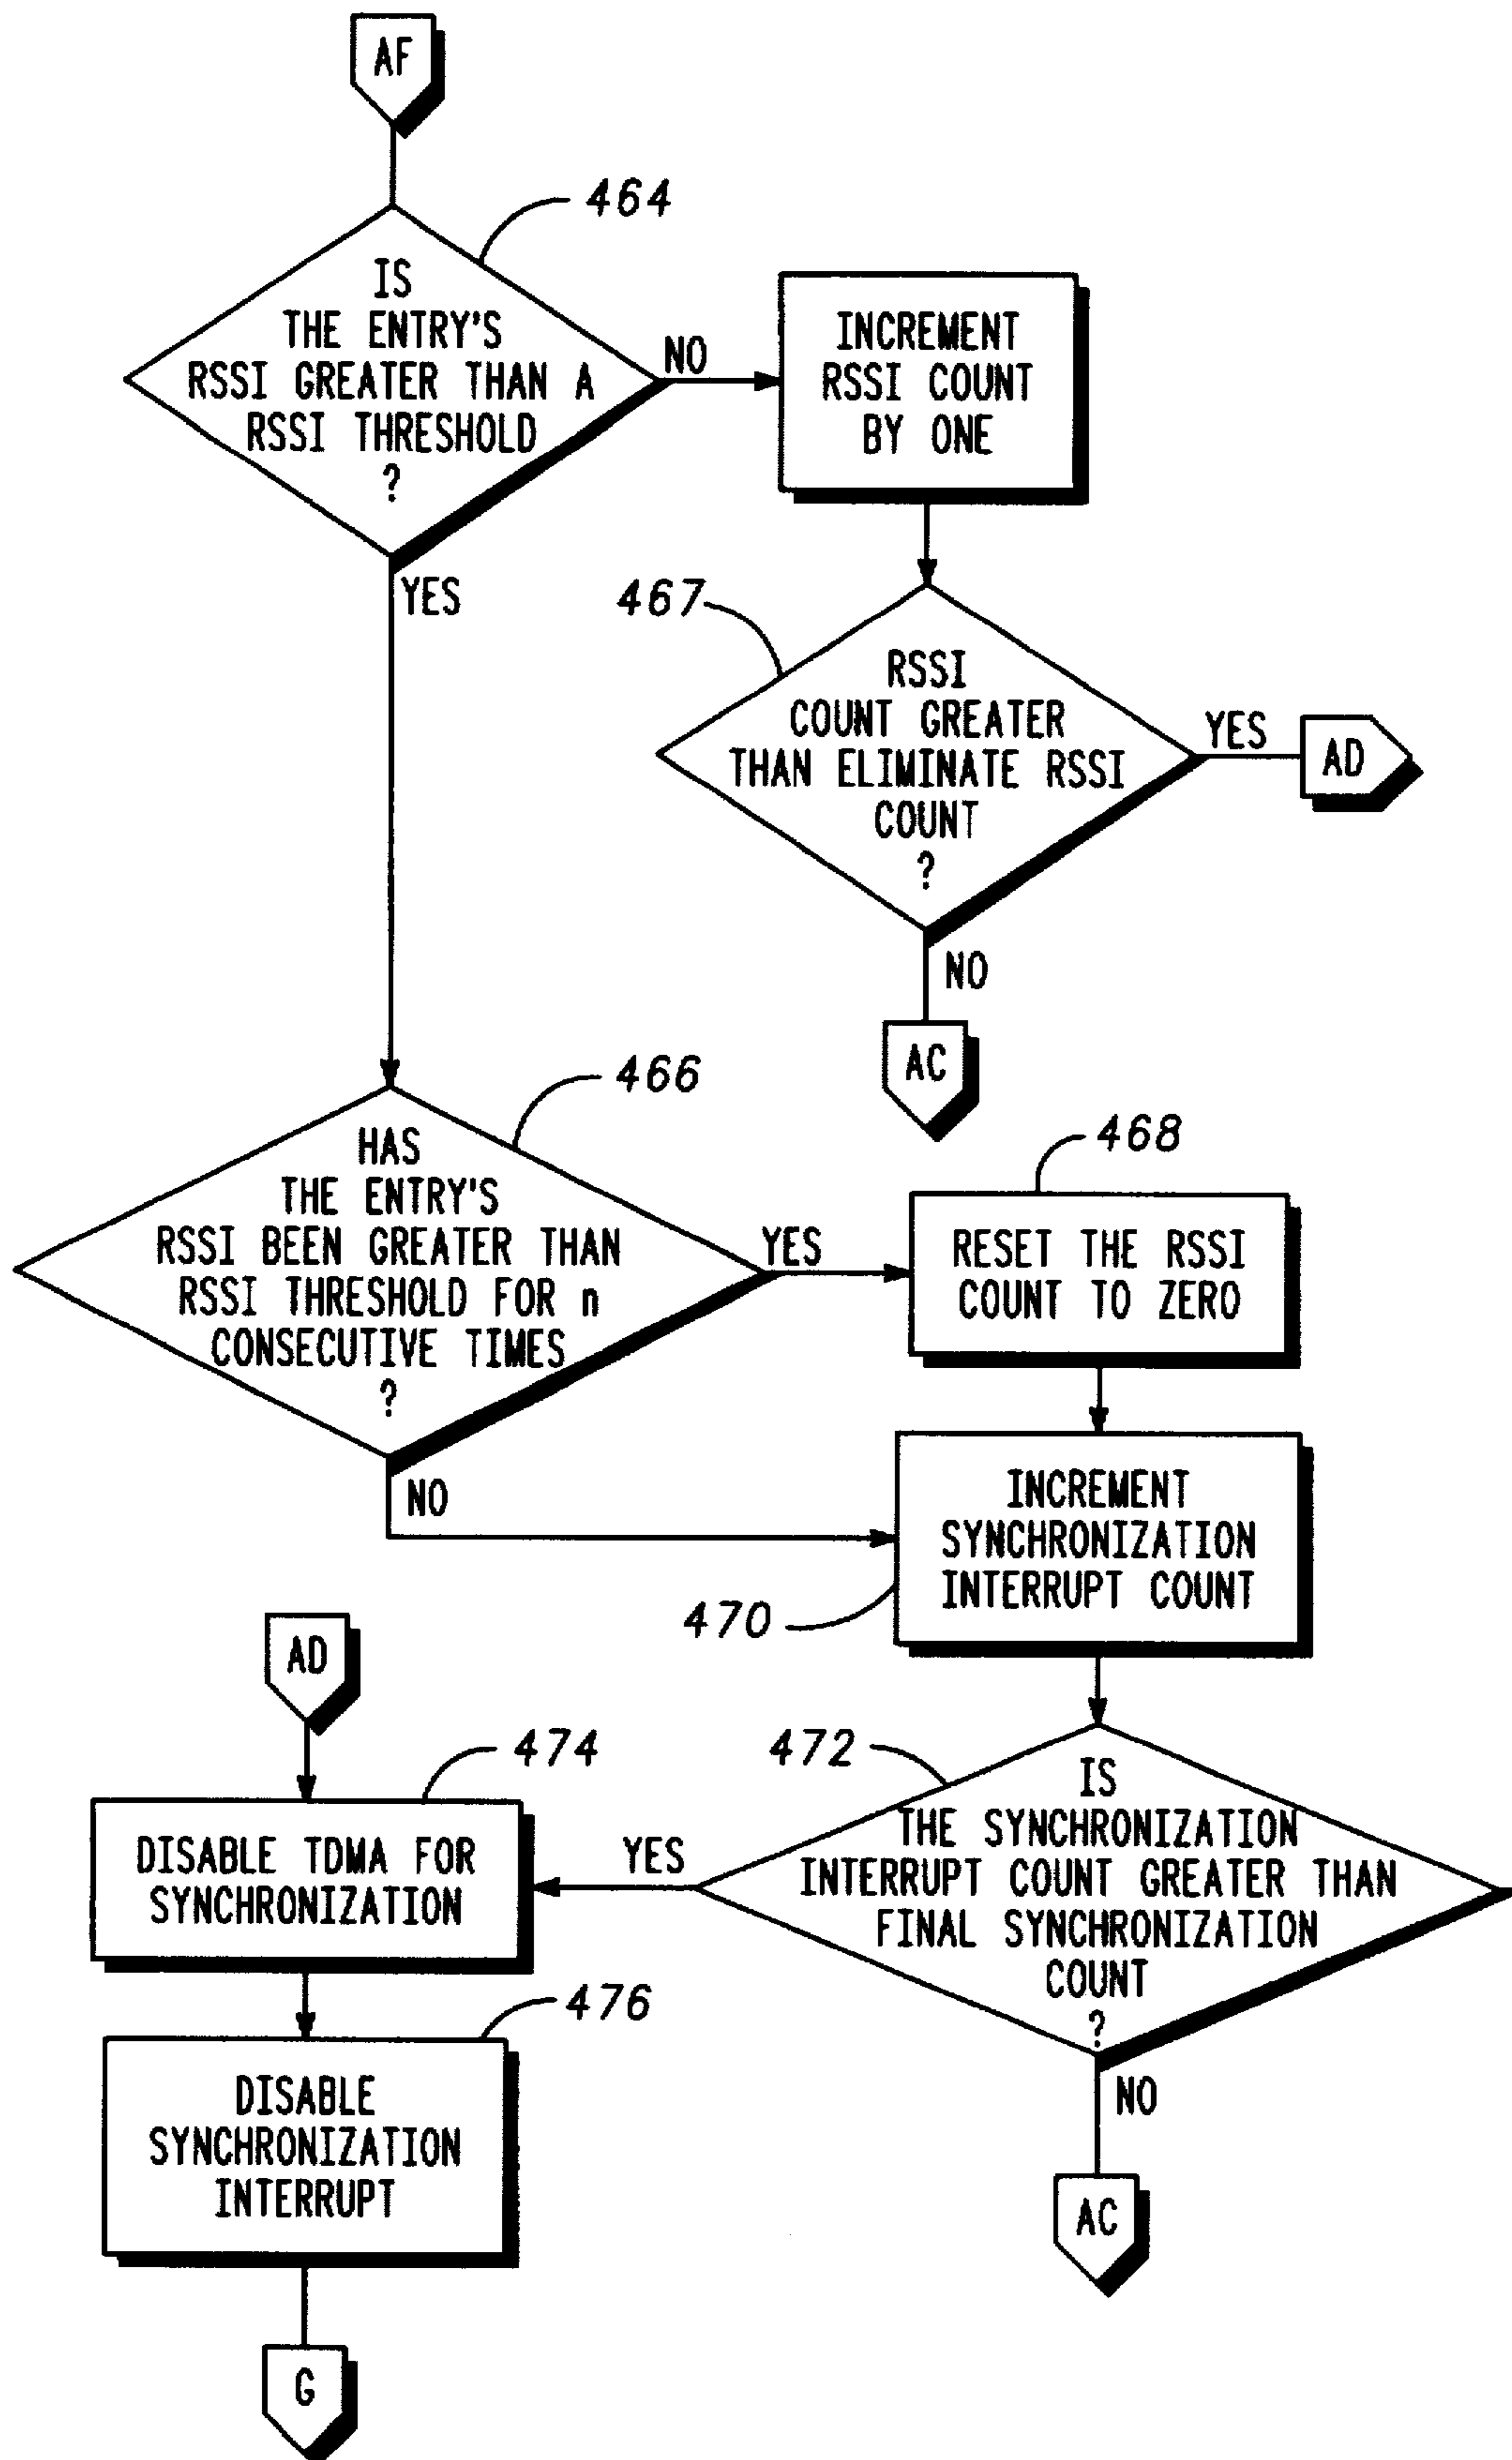 AF
464
IS
THE ENTRY'S
RSSI GREATER THAN A
RSSI THRESHOLD
?
NO
INCREMENT
RSSI COUNT
BY ONE
YES
467
RSSI
COUNT GREATER
THAN ELIMINATE RSSI
COUNT
?
YES
AD
NO
AC
466
HAS
THE ENTRY'S
RSSI BEEN GREATER THAN
RSSI THRESHOLD FOR n
CONSECUTIVE TIMES
?
YES
468
RESET THE RSSI
COUNT TO ZERO
NO
INCREMENT
SYNCHRONIZATION
INTERRUPT COUNT
470
AD
474
DISABLE TDMA FOR
SYNCHRONIZATION
YES
472
IS
THE SYNCHRONIZATION
INTERRUPT COUNT GREATER THAN
FINAL SYNCHRONIZATION
COUNT
?
476
DISABLE
SYNCHRONIZATION
INTERRUPT
NO
AC
G